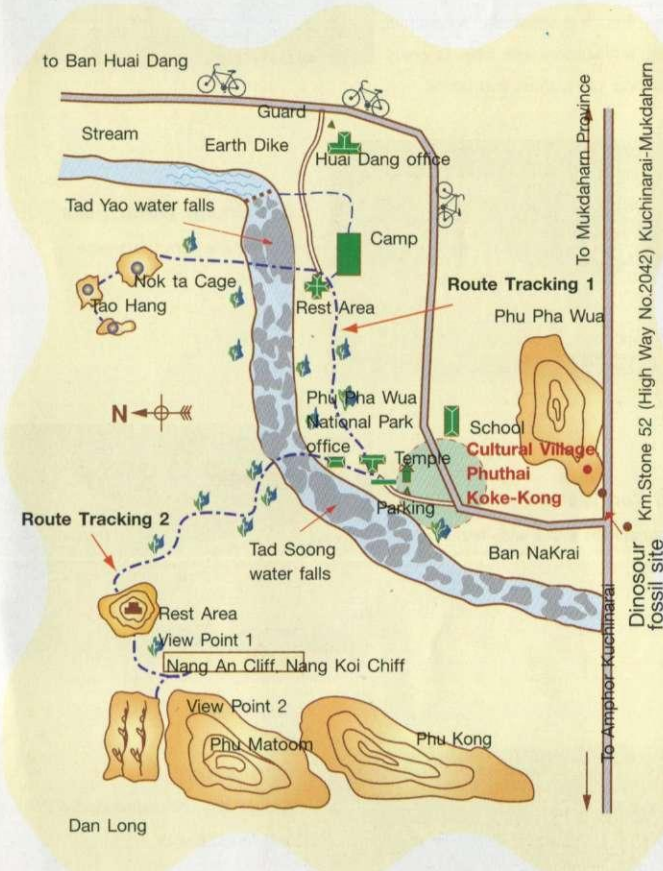 to Ban Huai Dang
Guard
Stream
Earth Dike
Huai Dang office
Tad Yao water falls
Camp
Nok ta Cage
Tao Hang
Rest Area
Route Tracking 1
Phu Pha Wua
N
Phu Pha Wua
National Park
office
School
Temple
Cultural Village
Phuthai
Koke-Kong
Parking
Route Tracking 2
Tad Soong
water falls
Ban NaKrai
Rest Area
View Point 1
Nang An Cliff, Nang Koi Chiff
View Point 2
Phu Matoom
Phu Kong
Dan Long
To Mukdaham Province
Km.Stone 52 (High Way No.2042) Kuchinarai-Mukdaham
Dinosour
fossil site
To Amphor Kuchinarai